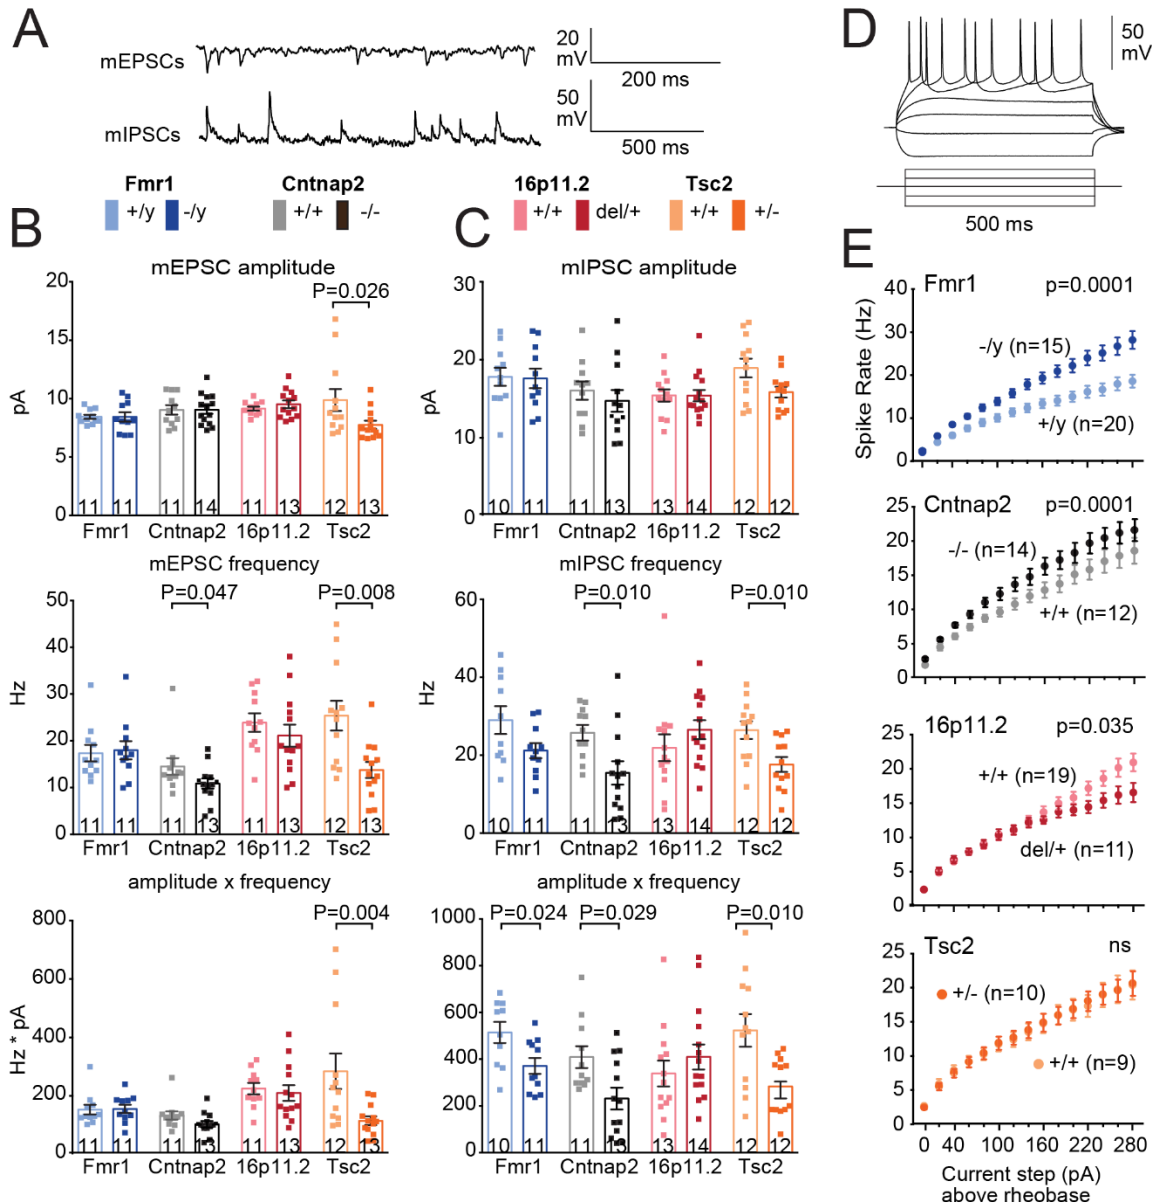 A
mEPSCs
20
mV
200 ms
mIPSCs
50
mV
500 ms
Fmr1
+/y
-/y
Cntnap2
+/+
-/-
16p11.2
+/+
del/+
Tsc2
+/+
+/-
B
mEPSC amplitude
20
15
10
5
0
pA
P=0.026
11
11
11
14
11
13
12
13
Fmr1
Cntnap2
16p11.2
Tsc2
mEPSC frequency
50
40
30
20
10
0
Hz
P=0.047
P=0.008
11
11
11
13
11
13
12
13
Fmr1
Cntnap2
16p11.2
Tsc2
amplitude x frequency
800
600
400
200
0
Hz * pA
P=0.004
11
11
11
13
11
13
12
13
Fmr1
Cntnap2
16p11.2
Tsc2
C
mIPSC amplitude
30
20
10
0
pA
10
11
11
13
13
14
12
12
Fmr1
Cntnap2
16p11.2
Tsc2
mIPSC frequency
60
40
20
0
Hz
P=0.010
P=0.010
10
11
11
13
13
14
12
12
Fmr1
Cntnap2
16p11.2
Tsc2
amplitude x frequency
1000
800
600
400
200
0
P=0.024
P=0.029
P=0.010
10
11
11
13
13
14
12
12
Fmr1
Cntnap2
16p11.2
Tsc2
D
50
mV
500 ms
E
Spike Rate (Hz)
40
30
20
10
0
Fmr1
p=0.0001
-/y (n=15)
+/y (n=20)
25
20
15
10
5
0
Cntnap2
p=0.0001
-/- (n=14)
+/+ (n=12)
25
20
15
10
5
0
16p11.2
p=0.035
+/+
(n=19)
del/+ (n=11)
25
20
15
10
5
0
Tsc2
ns
+/- (n=10)
+/+ (n=9)
0 40 100 160 220 280
Current step (pA)
above rheobase